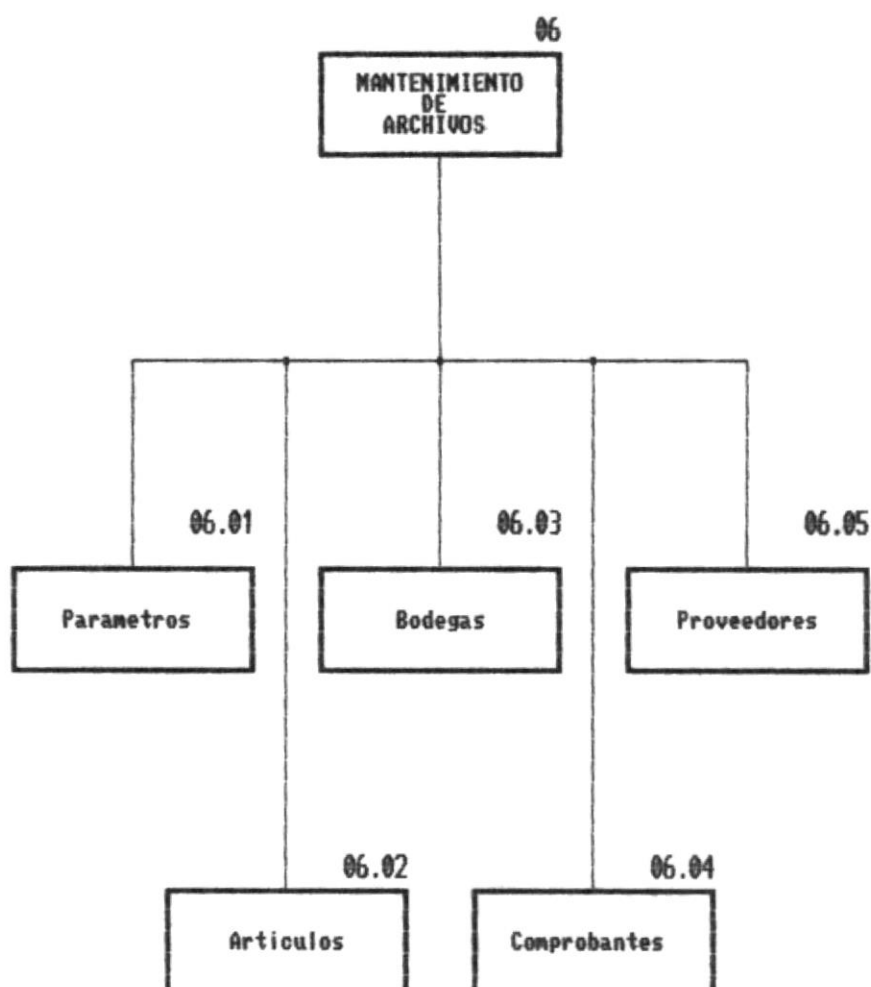 06
MANTENIMIENTO
DE
ARCHIVOS
06.01
Parametros
06.03
Bodegas
06.05
Proveedores
06.02
Articulos
06.04
Comprobantes